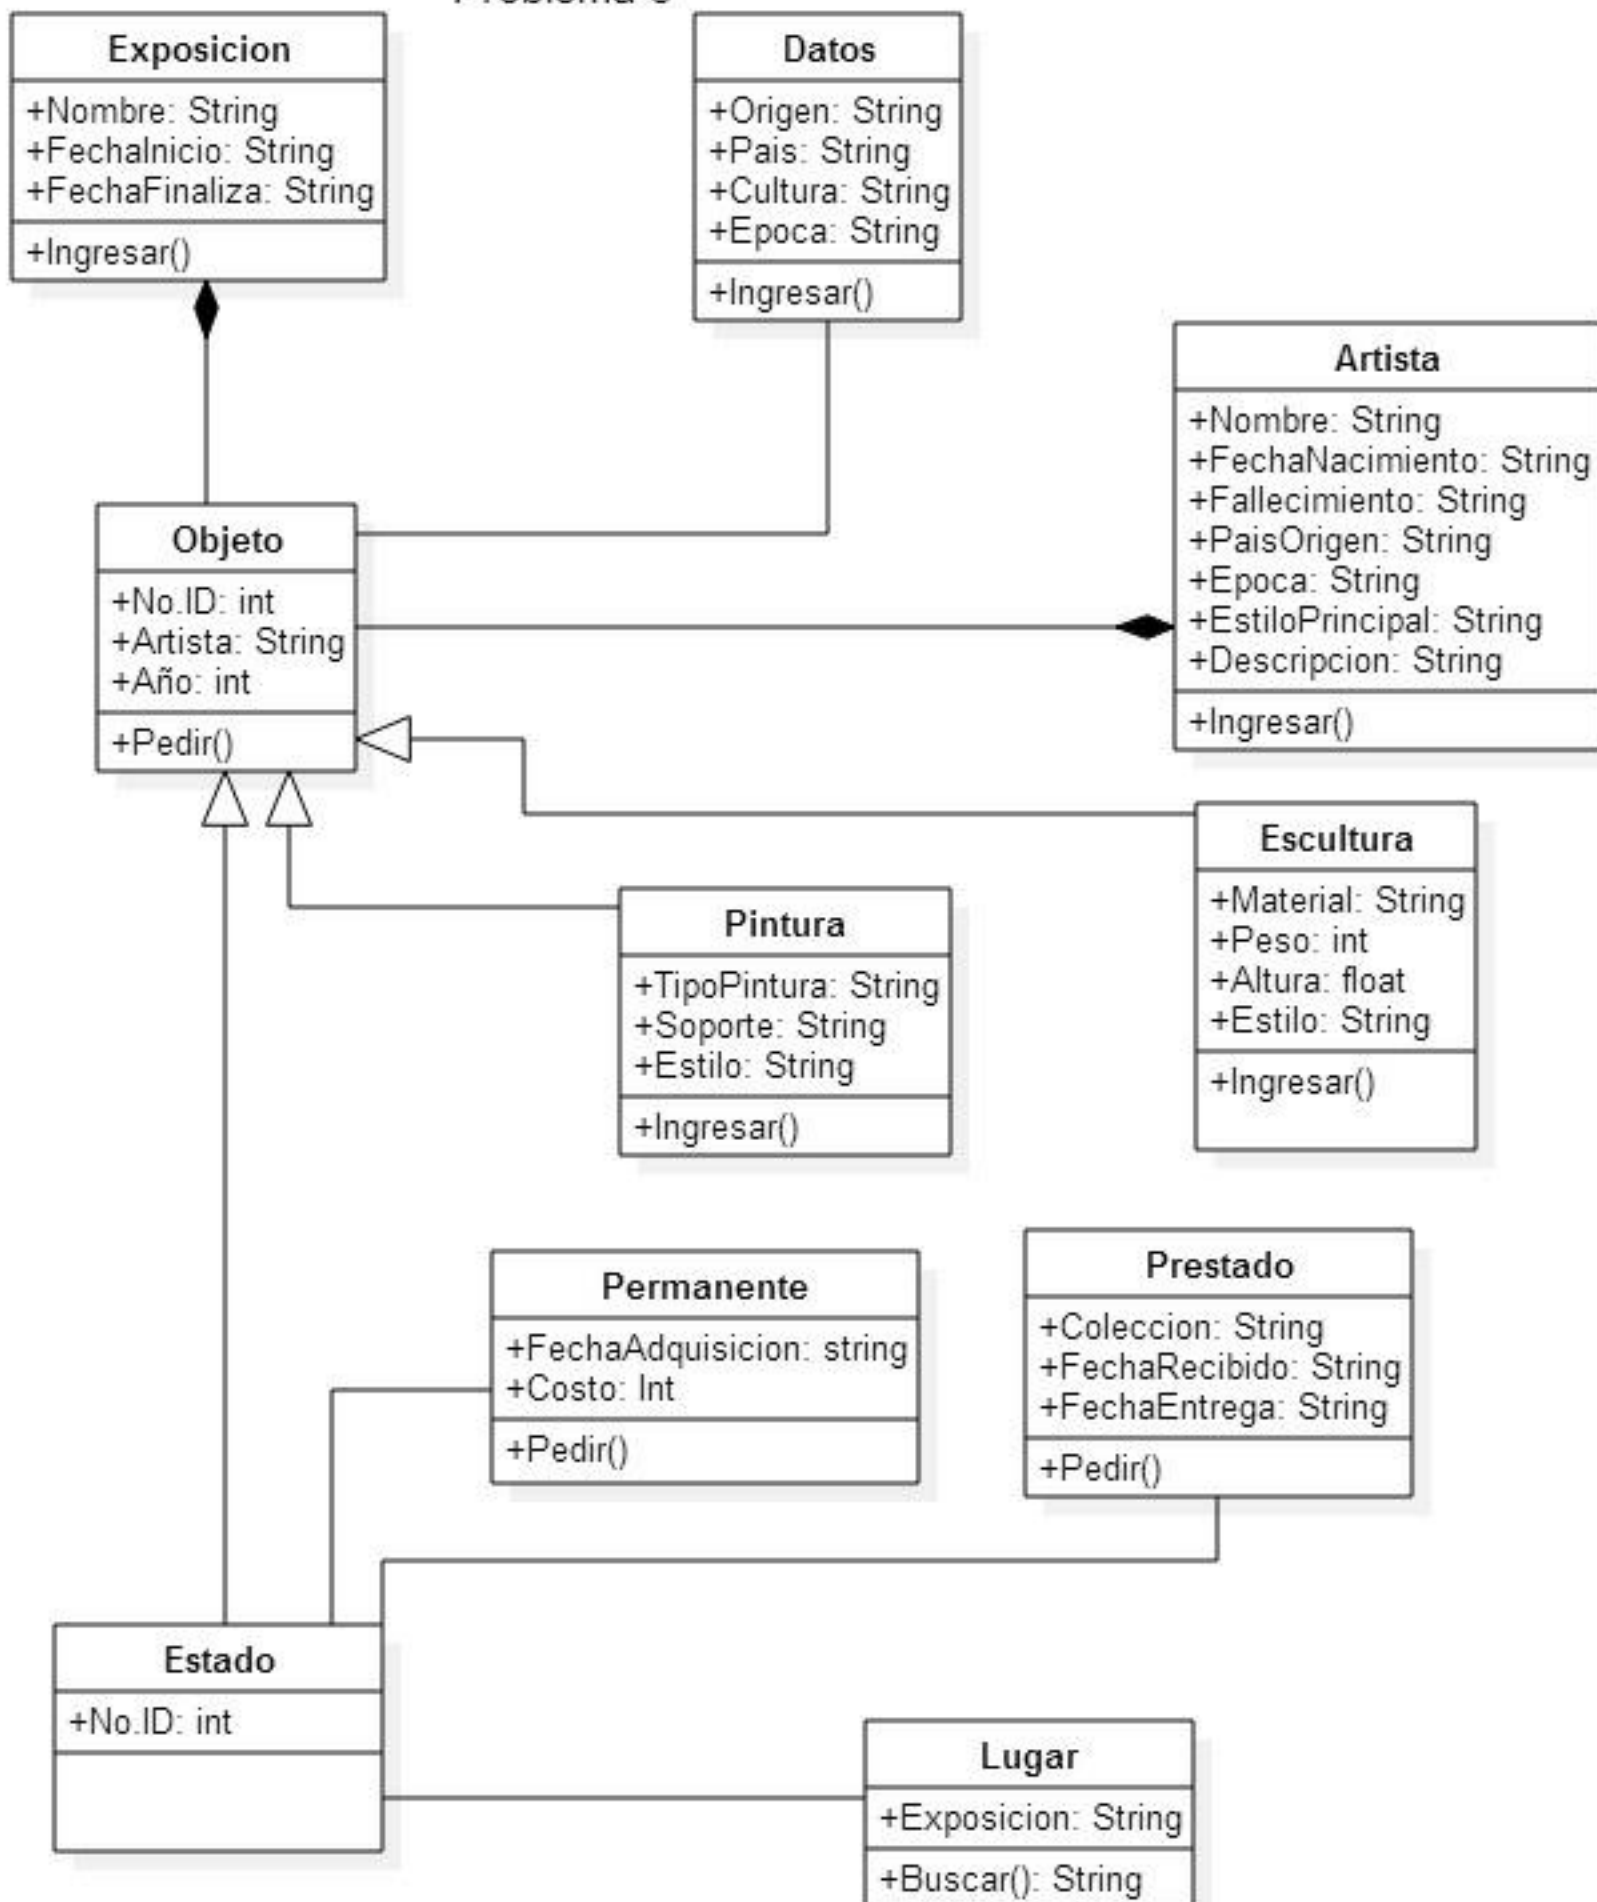 Exposicion
+Nombre: String
+FechaInicio: String
+FechaFinaliza: String
+Ingresar()
Datos
+Origen: String
+Pais: String
+Cultura: String
+Epoca: String
+Ingresar()
Artista
+Nombre: String
+FechaNacimiento: String
+Fallecimiento: String
+PaisOrigen: String
+Epoca: String
+EstiloPrincipal: String
+Descripcion: String
+Ingresar()
Objeto
+No.ID: int
+Artista: String
+Año: int
+Pedir()
Escultura
+Material: String
+Peso: int
+Altura: float
+Estilo: String
+Ingresar()
Pintura
+TipoPintura: String
+Soporte: String
+Estilo: String
+Ingresar()
Permanente
+FechaAdquisicion: string
+Costo: Int
+Pedir()
Prestado
+Coleccion: String
+FechaRecibido: String
+FechaEntrega: String
+Pedir()
Estado
+No.ID: int
Lugar
+Exposicion: String
+Buscar(): String